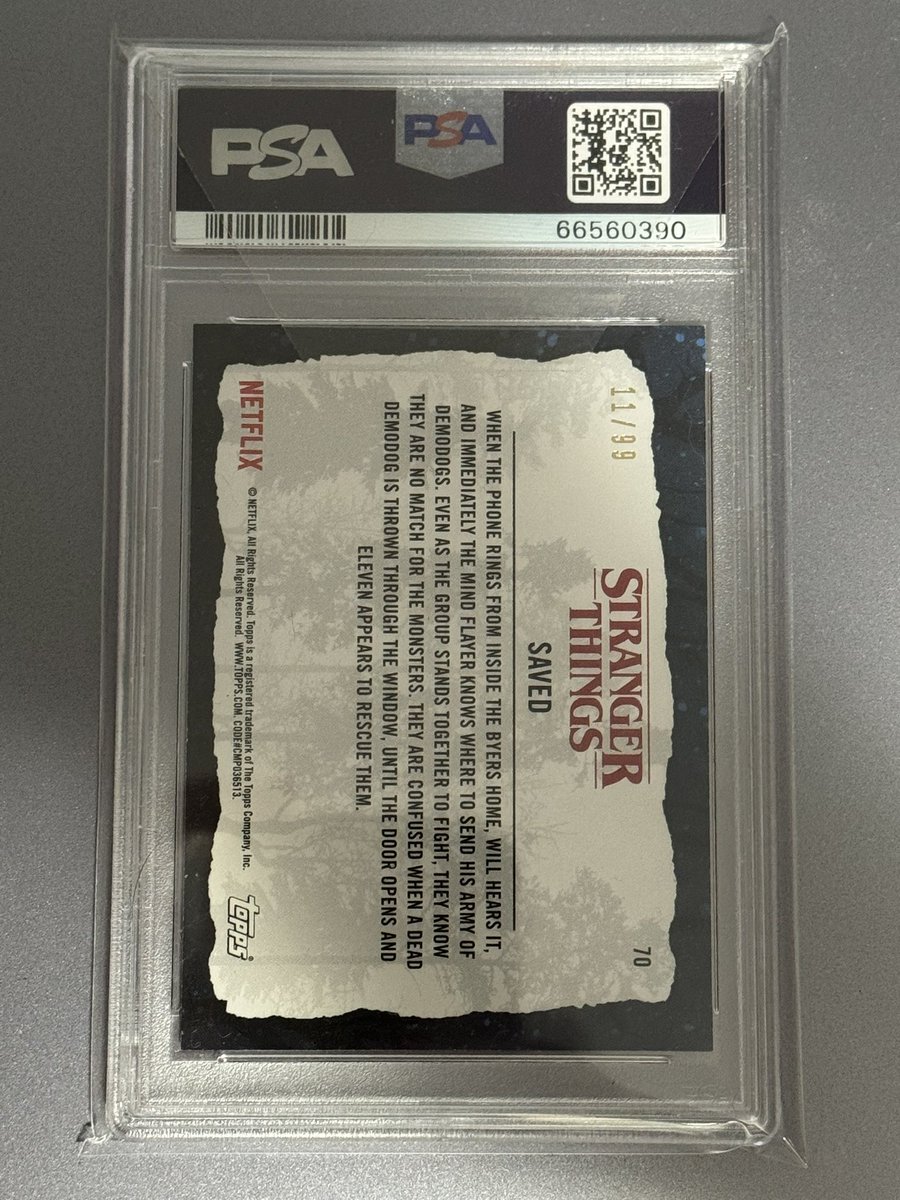 PSA
PSA
66560390
11/99
70
STRANGER
THINGS
SAVED
WHEN THE PHONE RINGS FROM INSIDE THE BYERS HOME, WILL HEARS IT,
AND IMMEDIATELY THE MIND FLAYER KNOWS WHERE TO SEND HIS ARMY OF
DEMODOGS. EVEN AS THE GROUP STANDS TOGETHER TO FIGHT, THEY KNOW
THEY ARE NO MATCH FOR THE MONSTERS. THEY ARE CONFUSED WHEN A DEAD
DEMODOG IS THROWN THROUGH THE WINDOW, UNTIL THE DOOR OPENS AND
ELEVEN APPEARS TO RESCUE THEM.
NETFLIX
© NETFLIX, All Rights Reserved. Topps is a registered trademark of The Topps Company, Inc.
All Rights Reserved. WWW.TOPPS.COM. CODE#CMP036513.
topps®